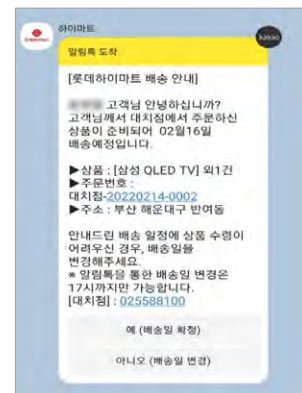 하이마트
kakao
알림톡 도착
[롯데하이마트 배송 안내]
고객님 안녕하십니까?
고객님께서 대치점에서 주문하신
상품이 준비되어 02월16일
배송예정입니다.
▶상품 : [삼성 QLED TV] 외1건
▶주문번호 :
대치점-20220214-0002
▶주소 : 부산 해운대구 반여동
안내드린 배송 일정에 상품 수령이
어려우신 경우, 배송일을
변경해주세요.
* 알림톡을 통한 배송일 변경은
17시까지만 가능합니다.
[대치점] : 025588100
예 (배송일 확정)
아니오 (배송일 변경)